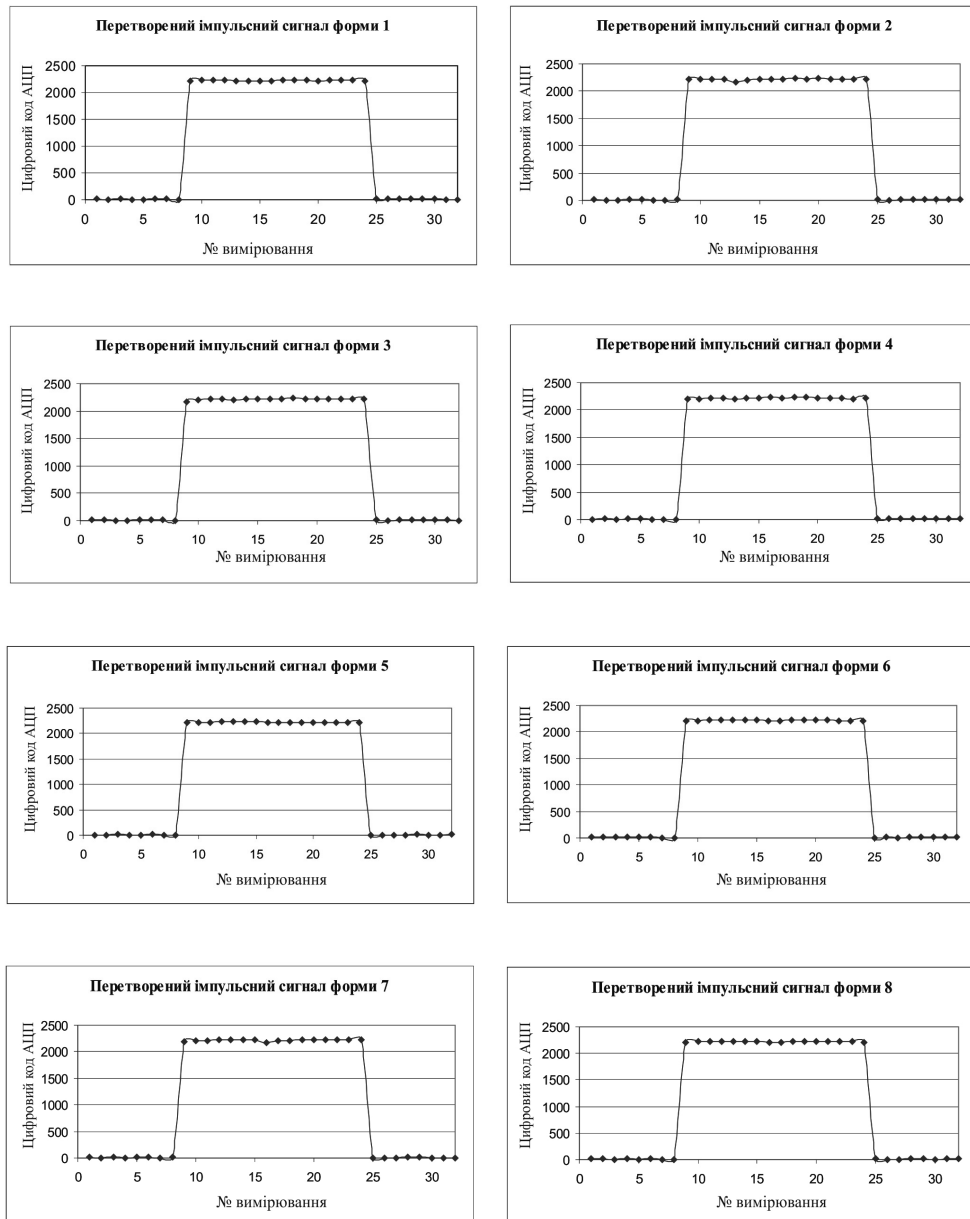 Перетворений імпульсний сигнал форми 1
Цифровий код АЦП
2500
2000
1500
1000
500
0
0 5 10 15 20 25 30
№ вимірювання
Перетворений імпульсний сигнал форми 2
Цифровий код АЦП
2500
2000
1500
1000
500
0
0 5 10 15 20 25 30
№ вимірювання
Перетворений імпульсний сигнал форми 3
Цифровий код АЦП
2500
2000
1500
1000
500
0
0 5 10 15 20 25 30
№ вимірювання
Перетворений імпульсний сигнал форми 4
Цифровий код АЦП
2500
2000
1500
1000
500
0
0 5 10 15 20 25 30
№ вимірювання
Перетворений імпульсний сигнал форми 5
Цифровий код АЦП
2500
2000
1500
1000
500
0
0 5 10 15 20 25 30
№ вимірювання
Перетворений імпульсний сигнал форми 6
Цифровий код АЦП
2500
2000
1500
1000
500
0
0 5 10 15 20 25 30
№ вимірювання
Перетворений імпульсний сигнал форми 7
Цифровий код АЦП
2500
2000
1500
1000
500
0
0 5 10 15 20 25 30
№ вимірювання
Перетворений імпульсний сигнал форми 8
Цифровий код АЦП
2500
2000
1500
1000
500
0
0 5 10 15 20 25 30
№ вимірювання